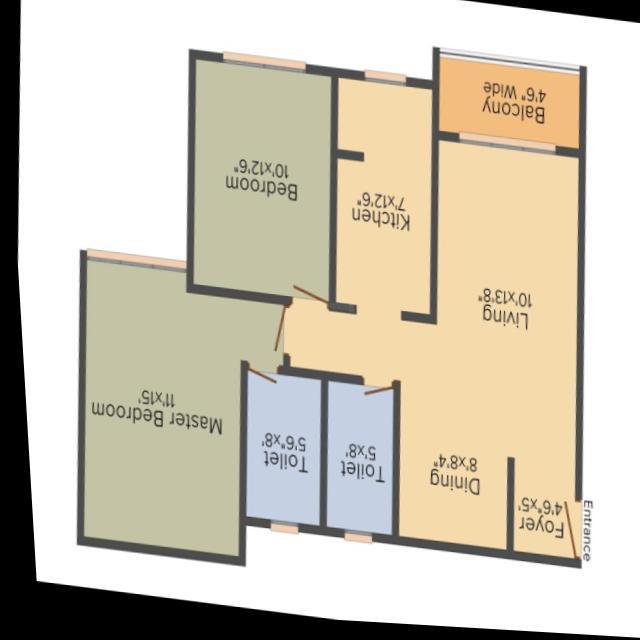 Foyer
4'6"x5'
Entrance
Dining
8'x8'4"
Toilet
5'x8'
Toilet
5'6"x8'
Master Bedroom
11'x15'
Living
10'x13'8"
Kitchen
7'x12'6"
Bedroom
10'x12'6"
Balcony
4'6" Wide